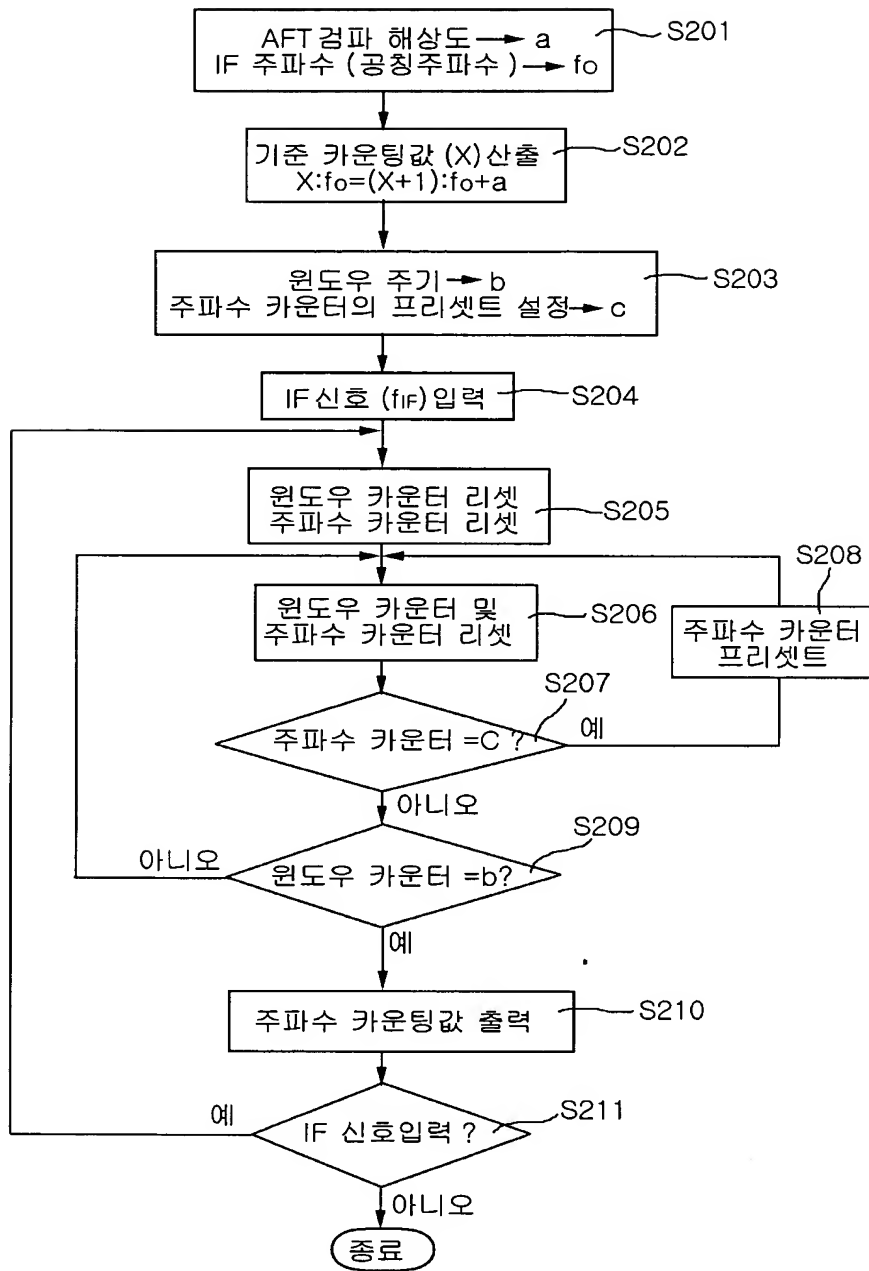 AFT 검파 해상도 → a
IF 주파수 (공칭주파수) → fo
S201
기준 카운팅값 (X) 산출
X:fo=(X+1):fo+a
S202
윈도우 주기 → b
주파수 카운터의 프리셋트 설정 → c
S203
IF 신호 (fIF) 입력
S204
윈도우 카운터 리셋
주파수 카운터 리셋
S205
윈도우 카운터 및
주파수 카운터 리셋
S206
S208
주파수 카운터
프리셋트
S207
주파수 카운터 =C ?
예
아니오
S209
윈도우 카운터 =b?
아니오
예
주파수 카운팅값 출력
S210
S211
IF 신호입력 ?
예
아니오
종료